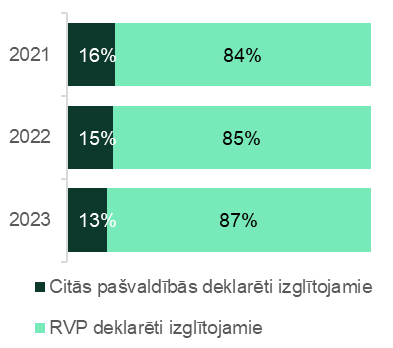 2021 16% 84%
2022 15% 85%
2023 13% 87%
Citās pašvaldībās deklarēti izglītojamie
RVP deklarēti izglītojamie